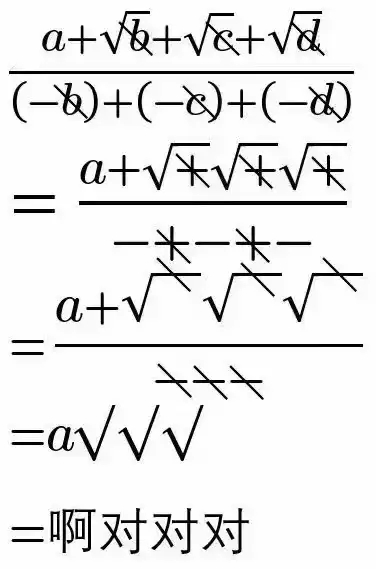 a+√b+√c+√d
(−b)+(−c)+(−d)
=a+√+√+√+
−+−+−
=a+√ √ √
−−−
=a√√√
=啊对对对